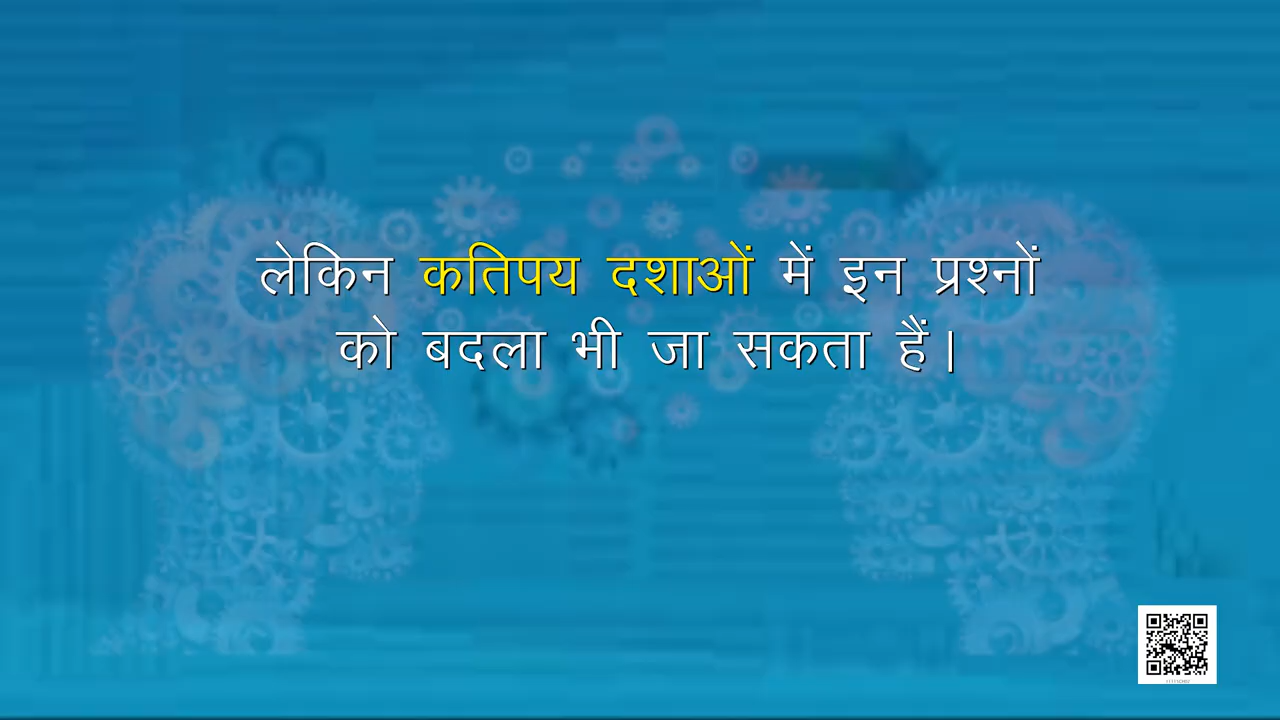 लेकिन कतिपय दशाओं में इन प्रश्नों
को बदला भी जा सकता हैं।